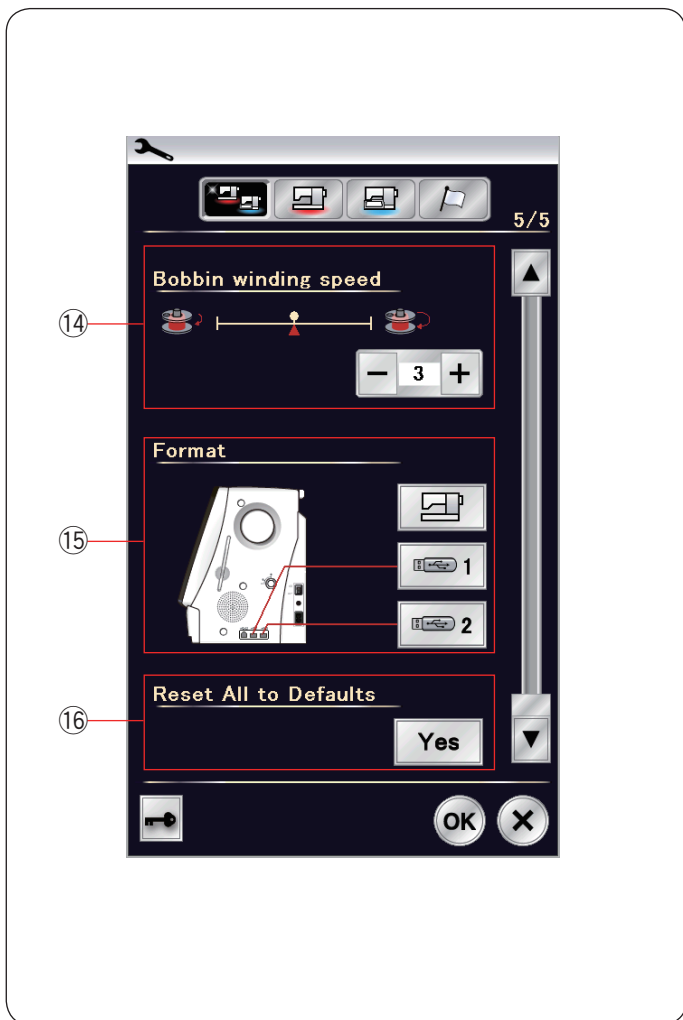 5/5
Bobbin winding speed
⑭
− 3 +
Format
⑮
1
2
Reset All to Defaults
⑯
Yes
OK